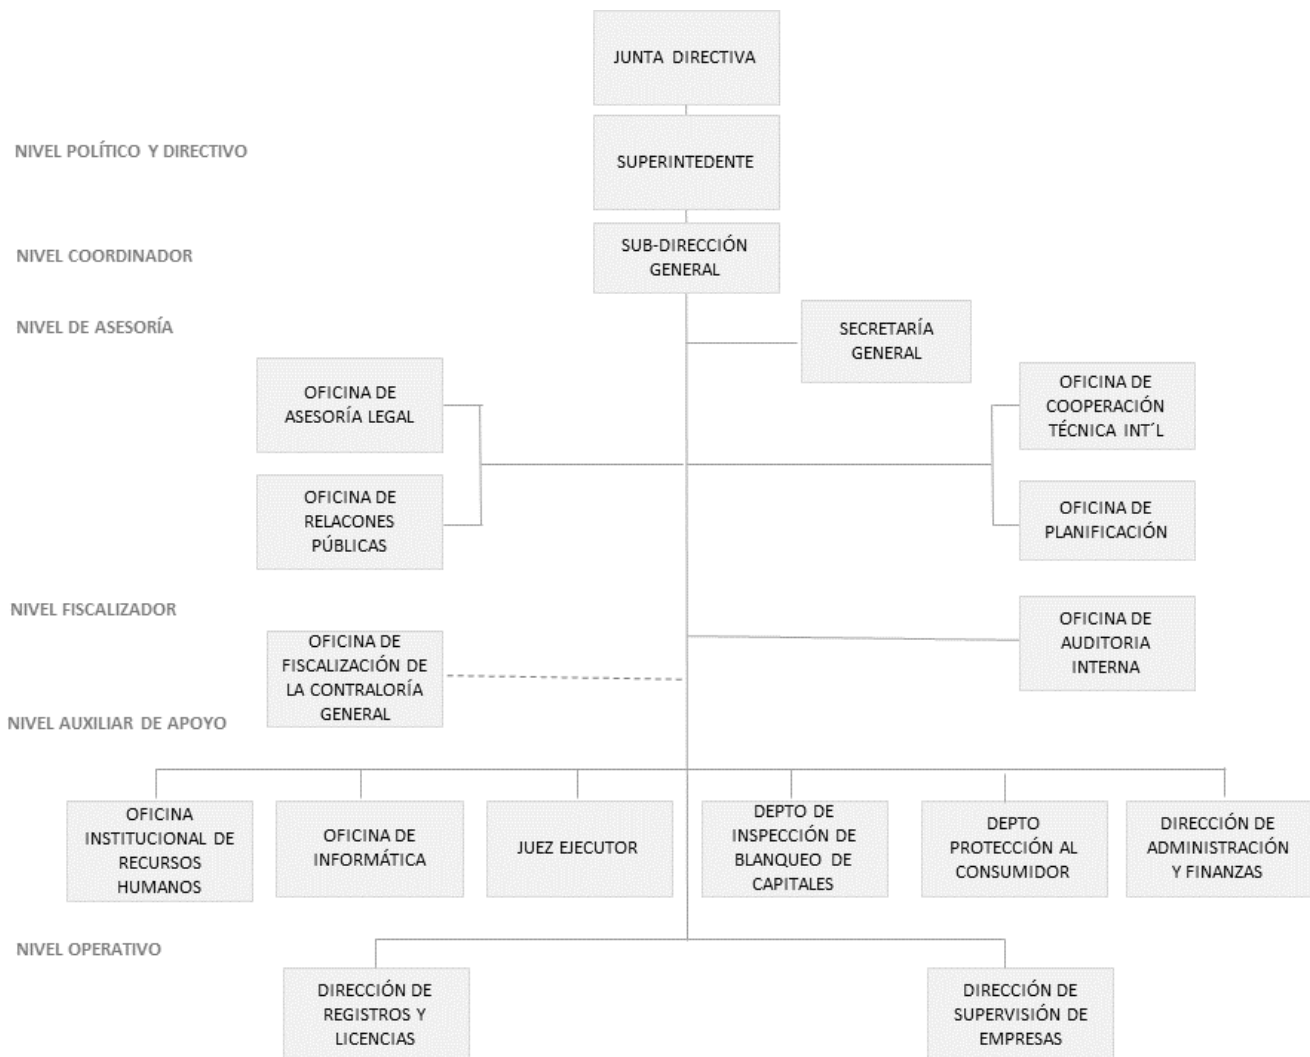 JUNTA DIRECTIVA
NIVEL POLÍTICO Y DIRECTIVO
SUPERINTEDENTE
NIVEL COORDINADOR
SUB-DIRECCIÓN
GENERAL
NIVEL DE ASESORÍA
SECRETARÍA
GENERAL
OFICINA DE
ASESORÍA LEGAL
OFICINA DE
COOPERACIÓN
TÉCNICA INT´L
OFICINA DE
RELACONES
PÚBLICAS
OFICINA DE
PLANIFICACIÓN
NIVEL FISCALIZADOR
OFICINA DE
AUDITORIA
INTERNA
OFICINA DE
FISCALIZACIÓN DE
LA CONTRALORÍA
GENERAL
NIVEL AUXILIAR DE APOYO
OFICINA
INSTITUCIONAL DE
RECURSOS
HUMANOS
OFICINA DE
INFORMÁTICA
JUEZ EJECUTOR
DEPTO DE
INSPECCIÓN DE
BLANQUEO DE
CAPITALES
DEPTO
PROTECCIÓN AL
CONSUMIDOR
DIRECCIÓN DE
ADMINISTRACIÓN
Y FINANZAS
NIVEL OPERATIVO
DIRECCIÓN DE
REGISTROS Y
LICENCIAS
DIRECCIÓN DE
SUPERVISIÓN DE
EMPRESAS